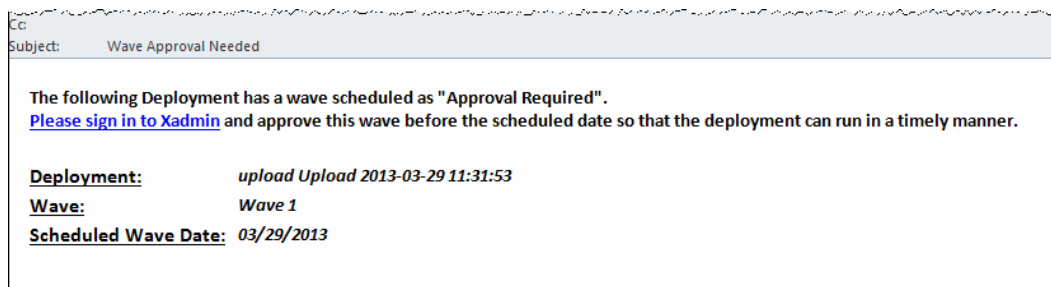 Cc:
Subject: Wave Approval Needed
The following Deployment has a wave scheduled as "Approval Required".
Please sign in to Xadmin and approve this wave before the scheduled date so that the deployment can run in a timely manner.
Deployment: upload Upload 2013-03-29 11:31:53
Wave: Wave 1
Scheduled Wave Date: 03/29/2013